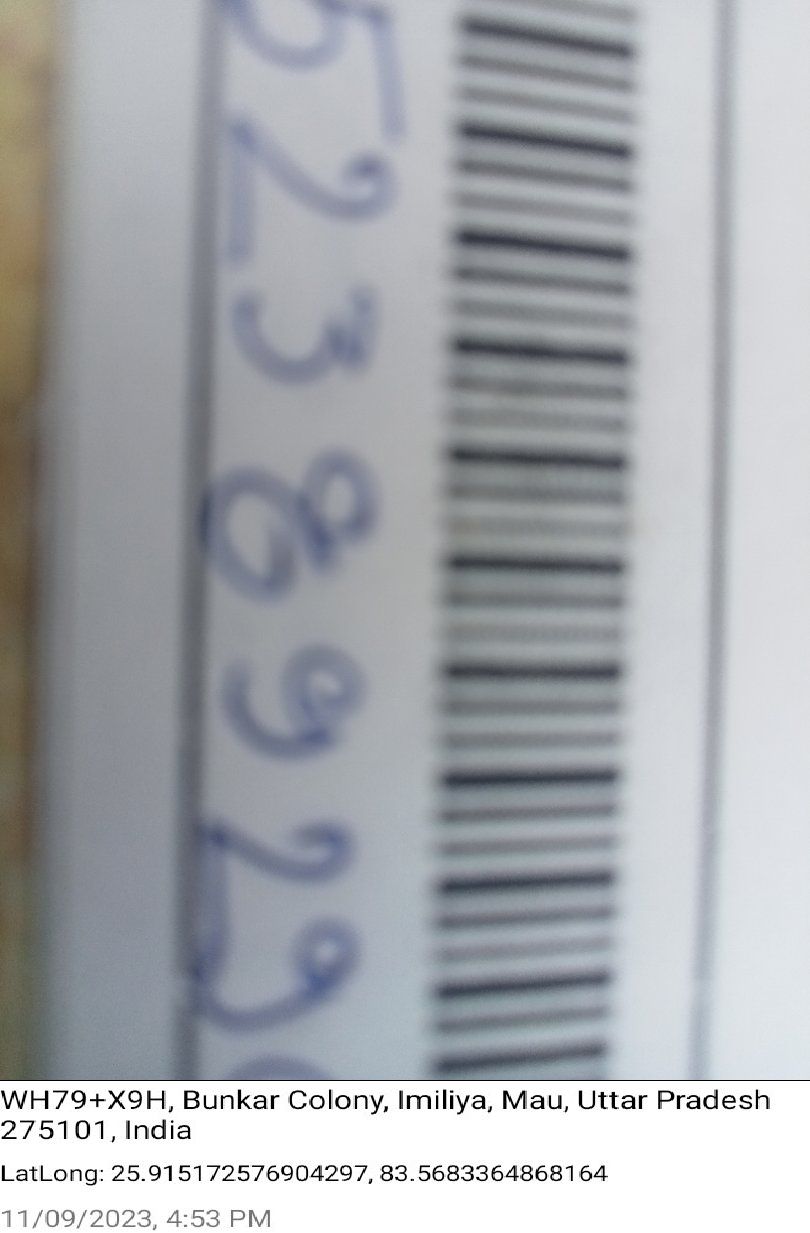 5238929
WH79+X9H, Bunkar Colony, Imiliya, Mau, Uttar Pradesh
275101, India
LatLong: 25.915172576904297, 83.5683364868164
11/09/2023, 4:53 PM